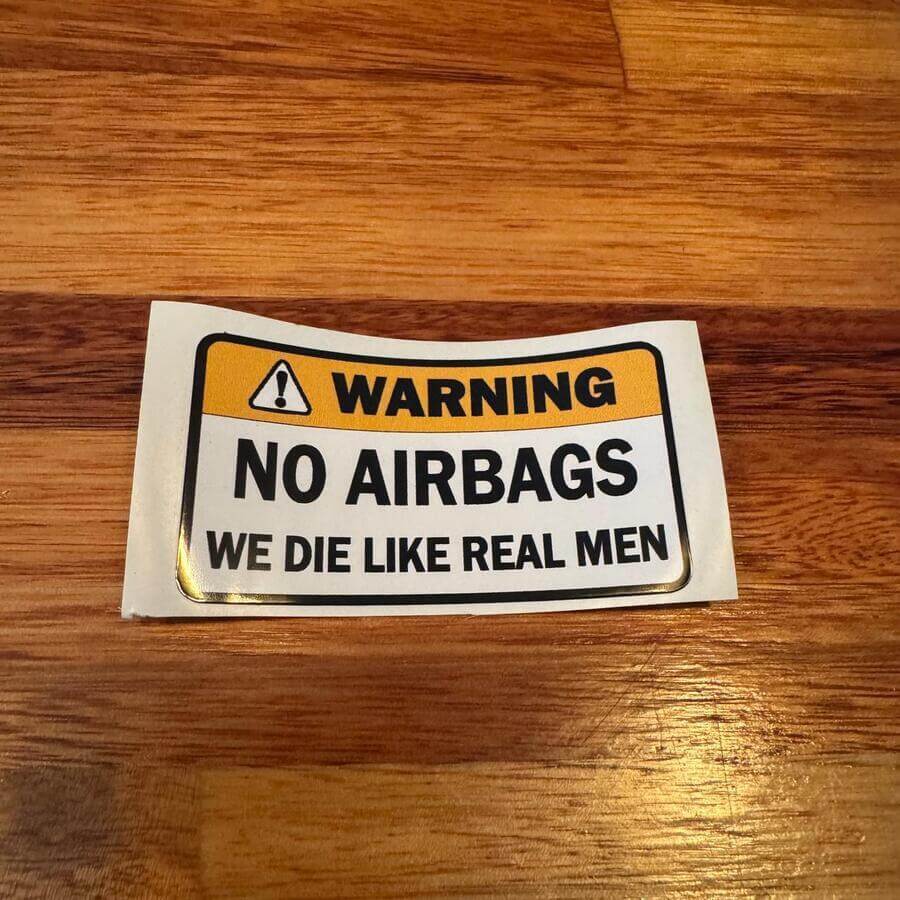 WARNING
NO AIRBAGS
WE DIE LIKE REAL MEN